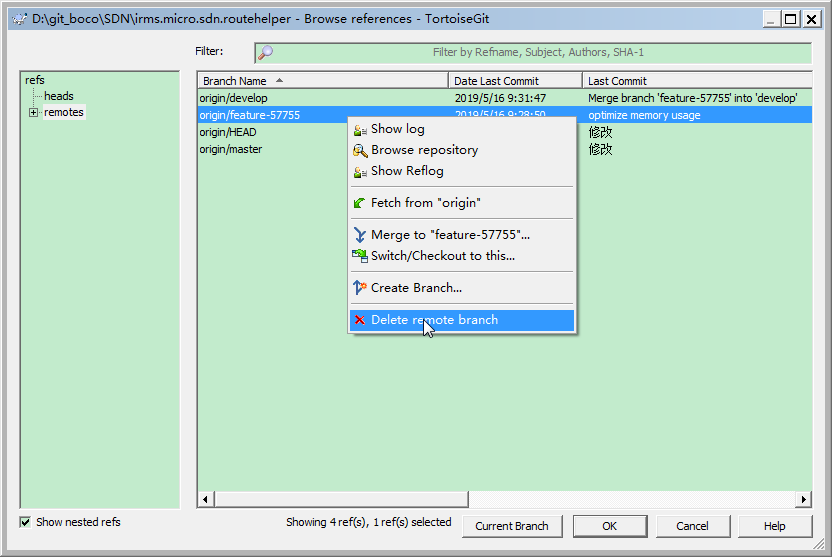 D:\git_boco\SDN\irms.micro.sdn.routehelper - Browse references - TortoiseGit
Filter:
Filter by Refname, Subject, Authors, SHA-1
refs
heads
remotes
Branch Name
Date Last Commit
Last Commit
origin/develop
2019/5/16 9:31:47
Merge branch 'feature-57755' into 'develop'
origin/feature-57755
2019/5/16 9:28:50
optimize memory usage
origin/HEAD
修改
origin/master
修改
Show log
Browse repository
Show Reflog
Fetch from "origin"
Merge to "feature-57755"...
Switch/Checkout to this...
Create Branch...
Delete remote branch
Show nested refs
Showing 4 ref(s), 1 ref(s) selected
Current Branch
OK
Cancel
Help